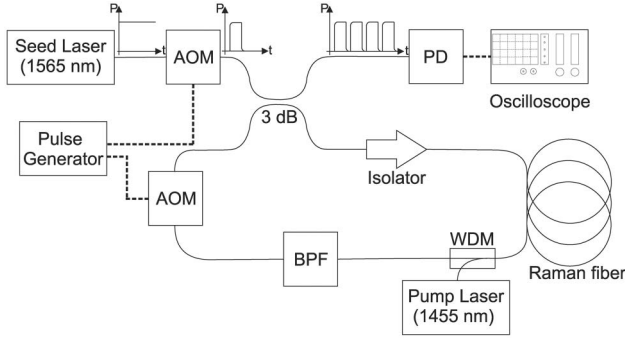 P
t
P
t
P
t
Seed Laser
(1565 nm)
AOM
PD
Oscilloscope
3 dB
Pulse
Generator
Isolator
AOM
BPF
WDM
Raman fiber
Pump Laser
(1455 nm)